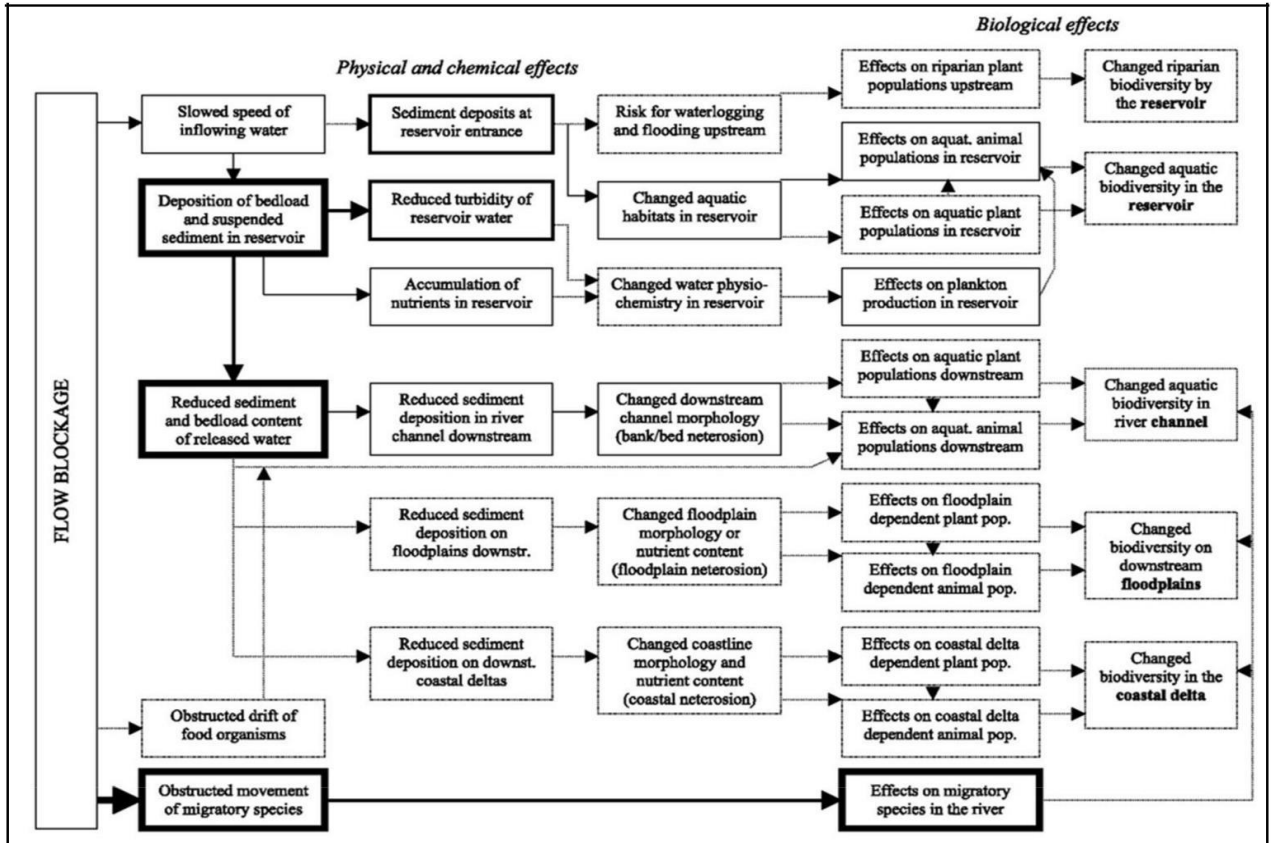 Biological effects
Physical and chemical effects
FLOW BLOCKAGE
Slowed speed of
inflowing water
Sediment deposits at
reservoir entrance
Risk for waterlogging
and flooding upstream
Effects on riparian plant
populations upstream
Changed riparian
biodiversity by
the reservoir
Effects on aquat. animal
populations in reservoir
Changed aquatic
biodiversity in the
reservoir
Deposition of bedload
and suspended
sediment in reservoir
Reduced turbidity of
reservoir water
Changed aquatic
habitats in reservoir
Effects on aquatic plant
populations in reservoir
Accumulation of
nutrients in reservoir
Changed water physio-
chemistry in reservoir
Effects on plankton
production in reservoir
Effects on aquatic plant
populations downstream
Reduced sediment
and bedload content
of released water
Reduced sediment
deposition in river
channel downstream
Changed downstream
channel morphology
(bank/bed neterosion)
Effects on aquat. animal
populations downstream
Changed aquatic
biodiversity in
river channel
Reduced sediment
deposition on
floodplains downstr.
Changed floodplain
morphology or
nutrient content
(floodplain neterosion)
Effects on floodplain
dependent plant pop.
Effects on floodplain
dependent animal pop.
Changed
biodiversity on
downstream
floodplains
Reduced sediment
deposition on downst.
coastal deltas
Changed coastline
morphology and
nutrient content
(coastal neterosion)
Effects on coastal delta
dependent plant pop.
Effects on coastal delta
dependent animal pop.
Changed
biodiversity in the
coastal delta
Obstructed drift of
food organisms
Obstructed movement
of migratory species
Effects on migratory
species in the river